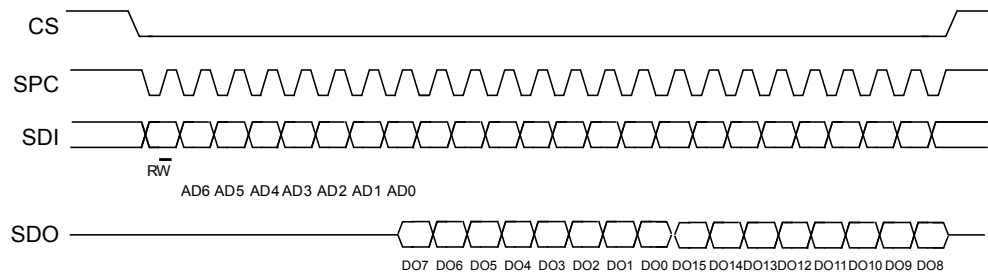 CS
SPC
SDI
RW
AD6 AD5 AD4 AD3 AD2 AD1 AD0
SDO
DO7 DO6 DO5 DO4 DO3 DO2 DO1 DO0 DO15 DO14 DO13 DO12 DO11 DO10 DO9 DO8